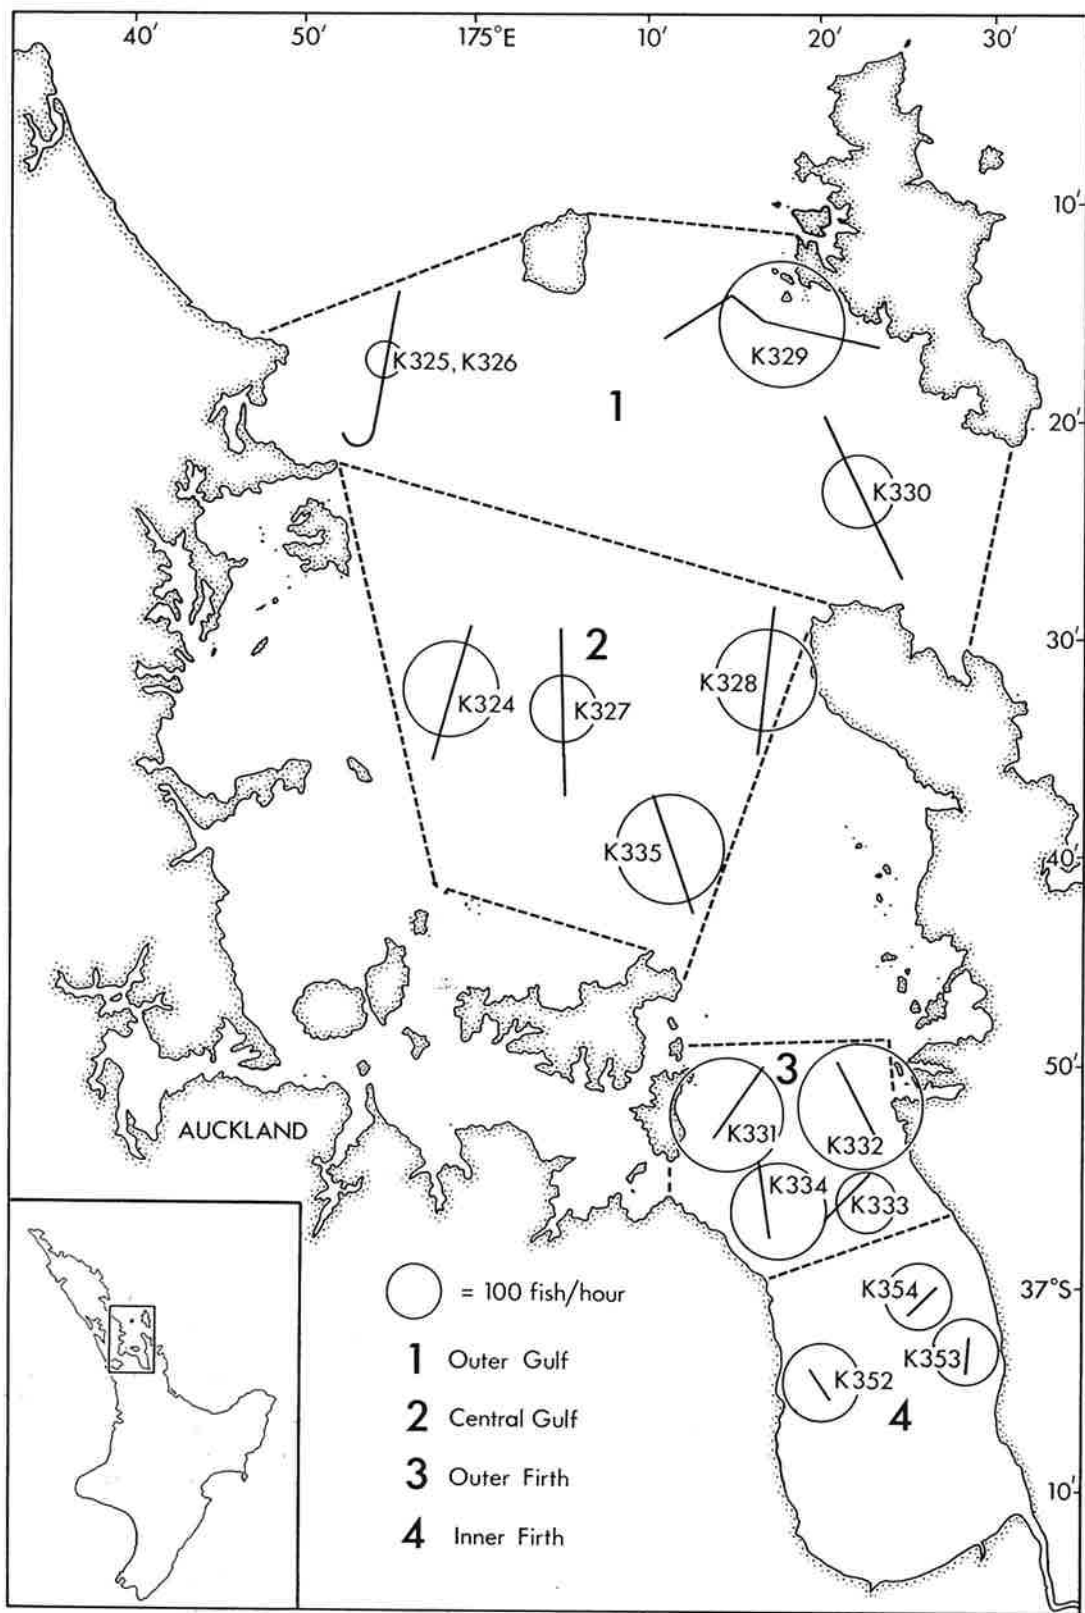 40′ 50′ 175°E 10′ 20′ 30′
10′
K325, K326
K329
1
20′
K330
30′
2
K328
K324
K327
K335
40′
3
50′
AUCKLAND
K331
K332
K334
K333
K354
37°S
= 100 fish/hour
K353
1 Outer Gulf
K352
4
2 Central Gulf
3 Outer Firth
10′
4 Inner Firth